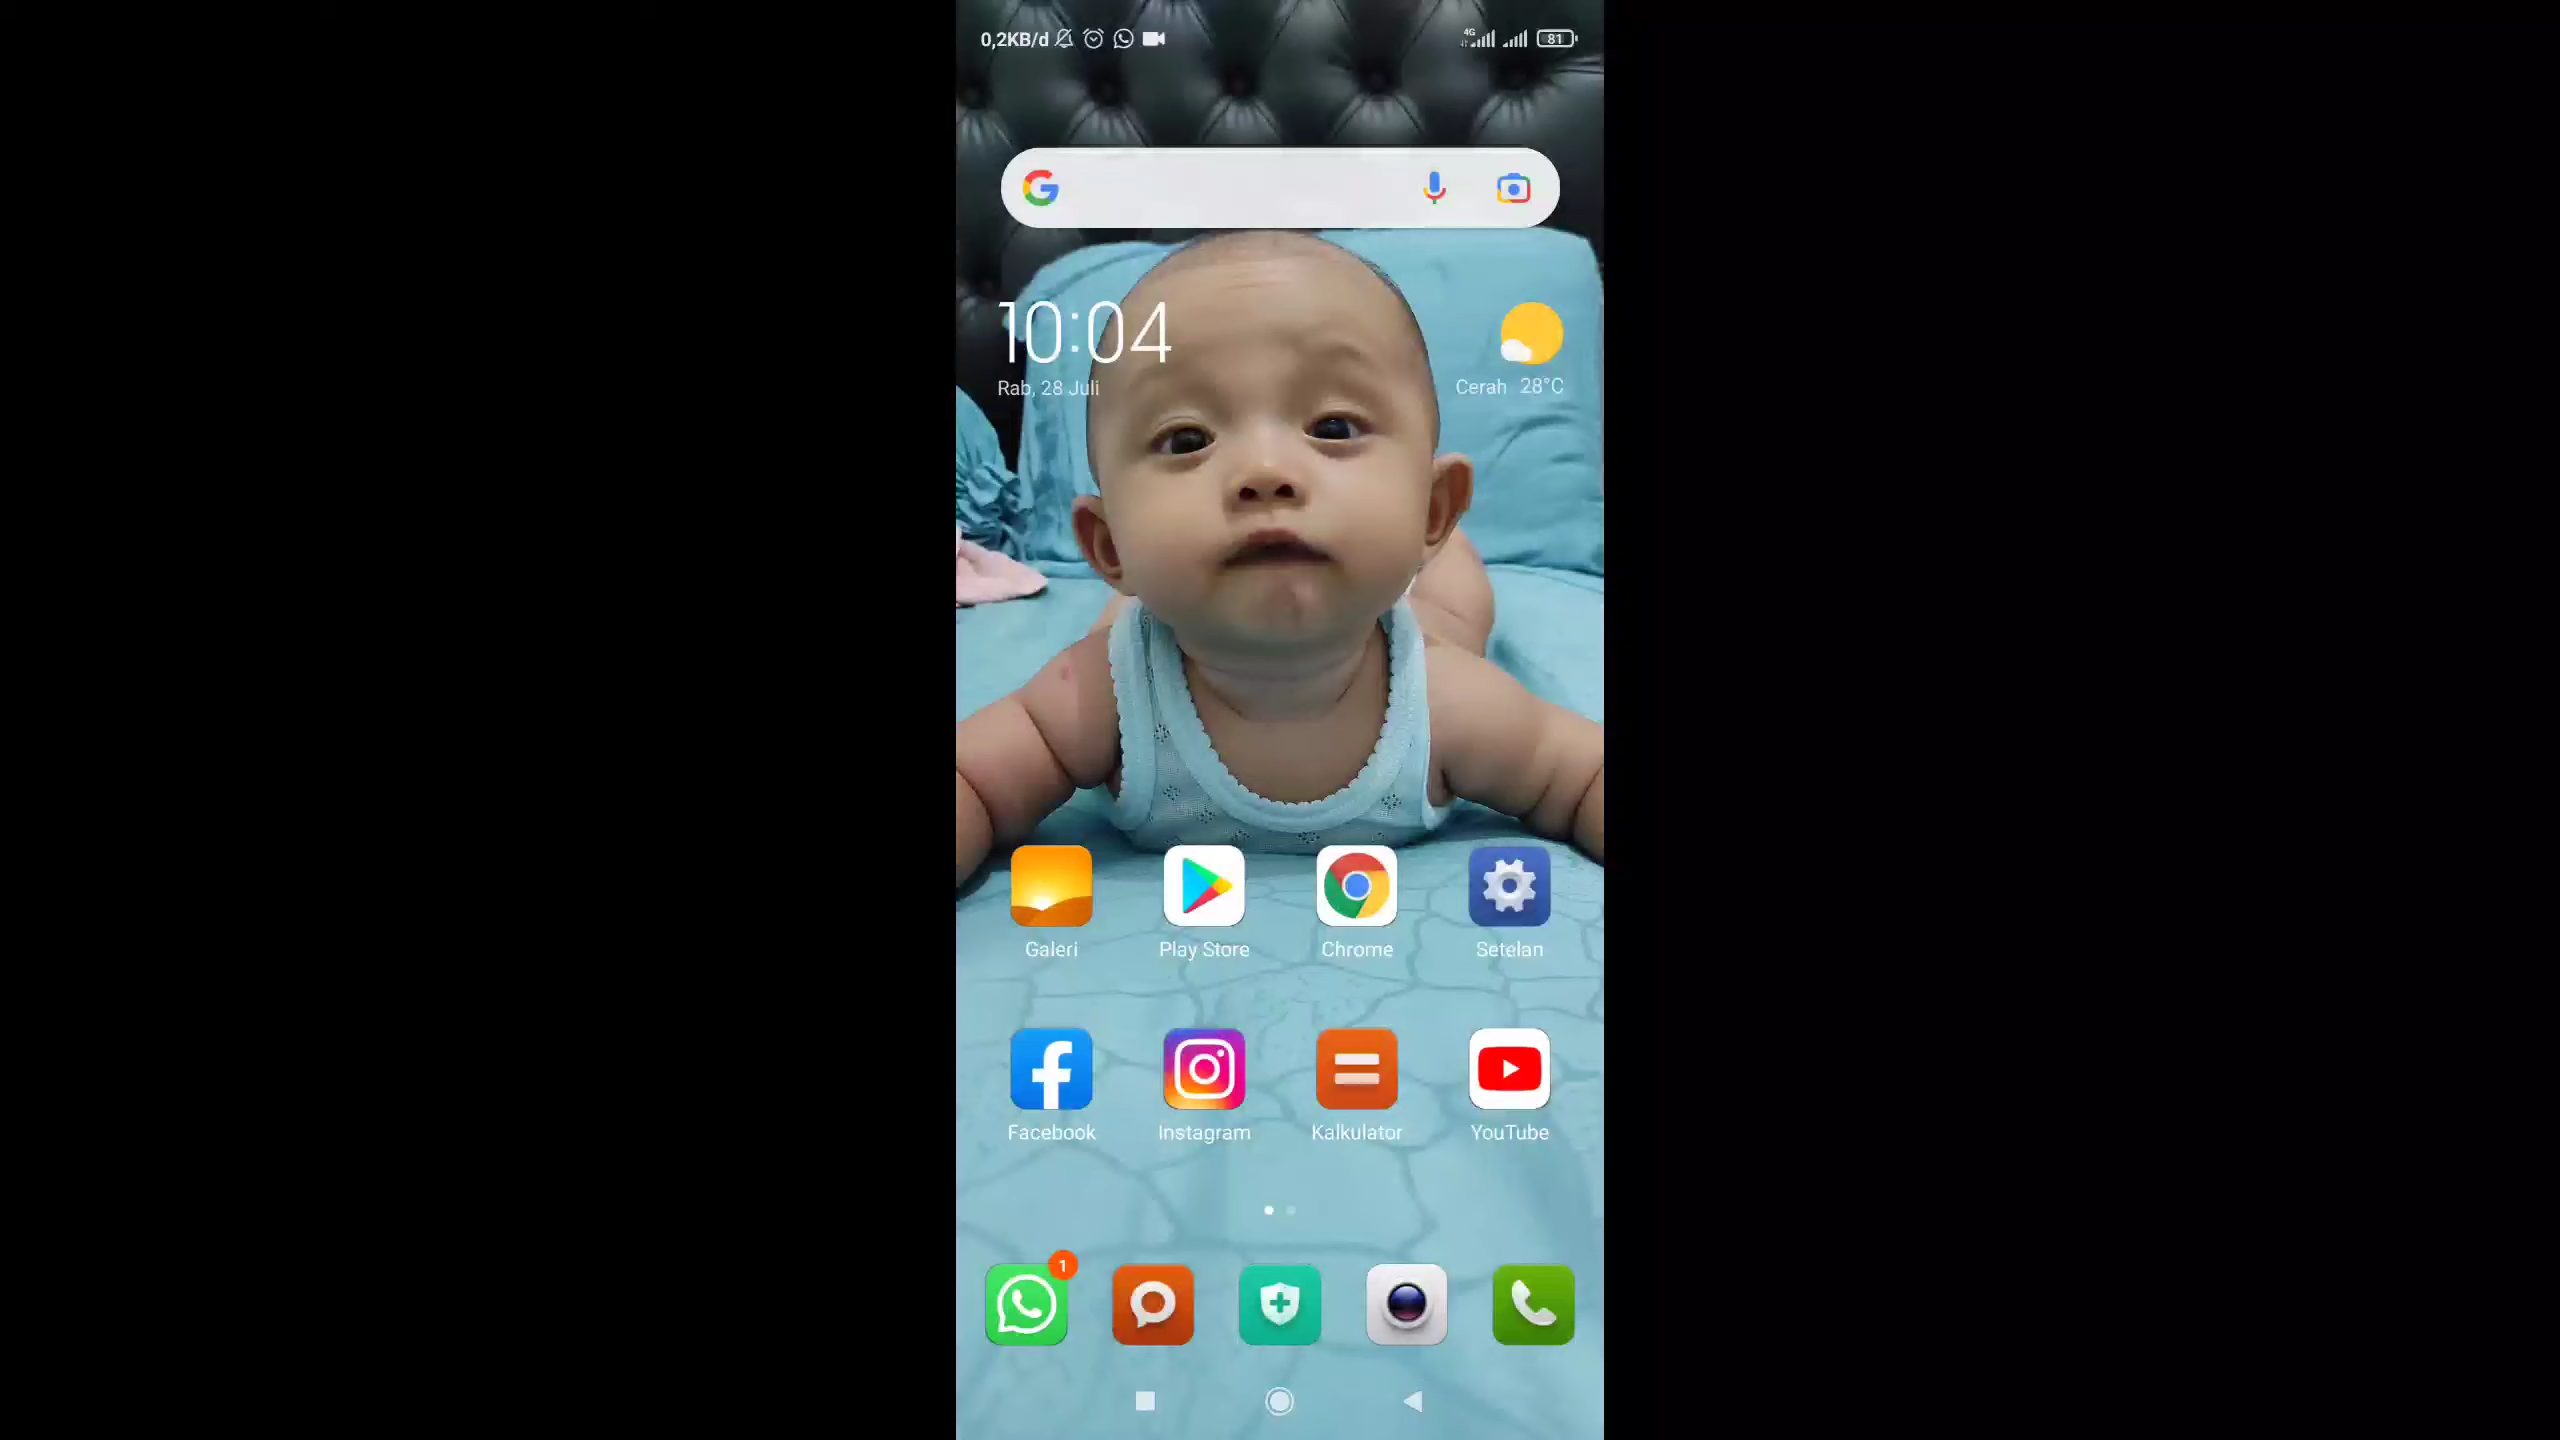 0,2KB/d
4G
81
10:04
Rab, 28 Juli
Cerah 28°C
Galeri
Play Store
Chrome
Setelan
Facebook
Instagram
Kalkulator
YouTube
1